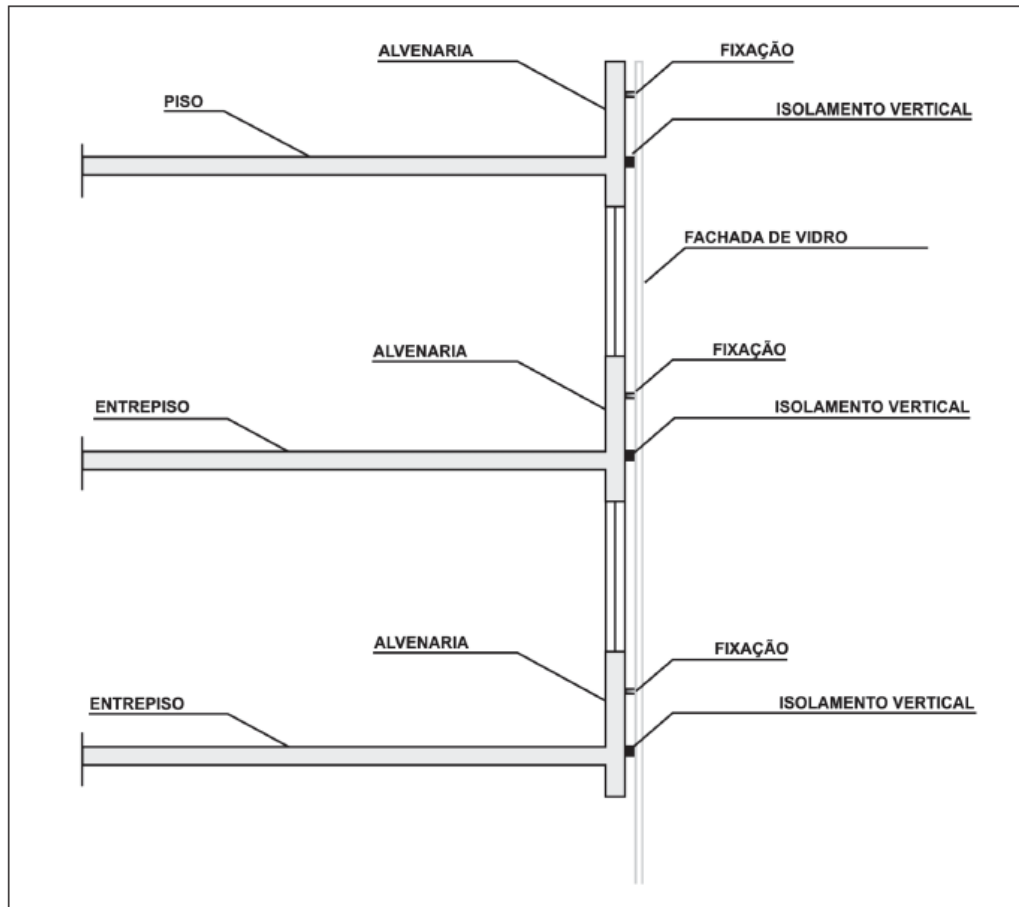 ALVENARIA
FIXAÇÃO
PISO
ISOLAMENTO VERTICAL
FACHADA DE VIDRO
ALVENARIA
FIXAÇÃO
ENTREPISO
ISOLAMENTO VERTICAL
ALVENARIA
FIXAÇÃO
ENTREPISO
ISOLAMENTO VERTICAL